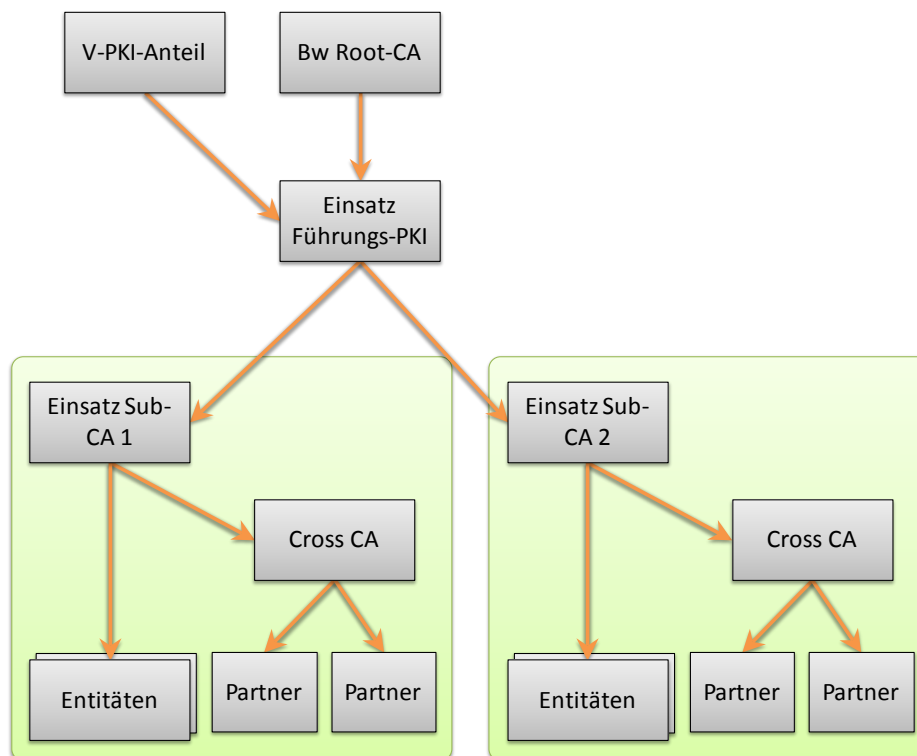 V-PKI-Anteil
Bw Root-CA
Einsatz
Führungs-PKI
Einsatz Sub-
CA 1
Einsatz Sub-
CA 2
Cross CA
Cross CA
Entitäten
Partner
Partner
Entitäten
Partner
Partner